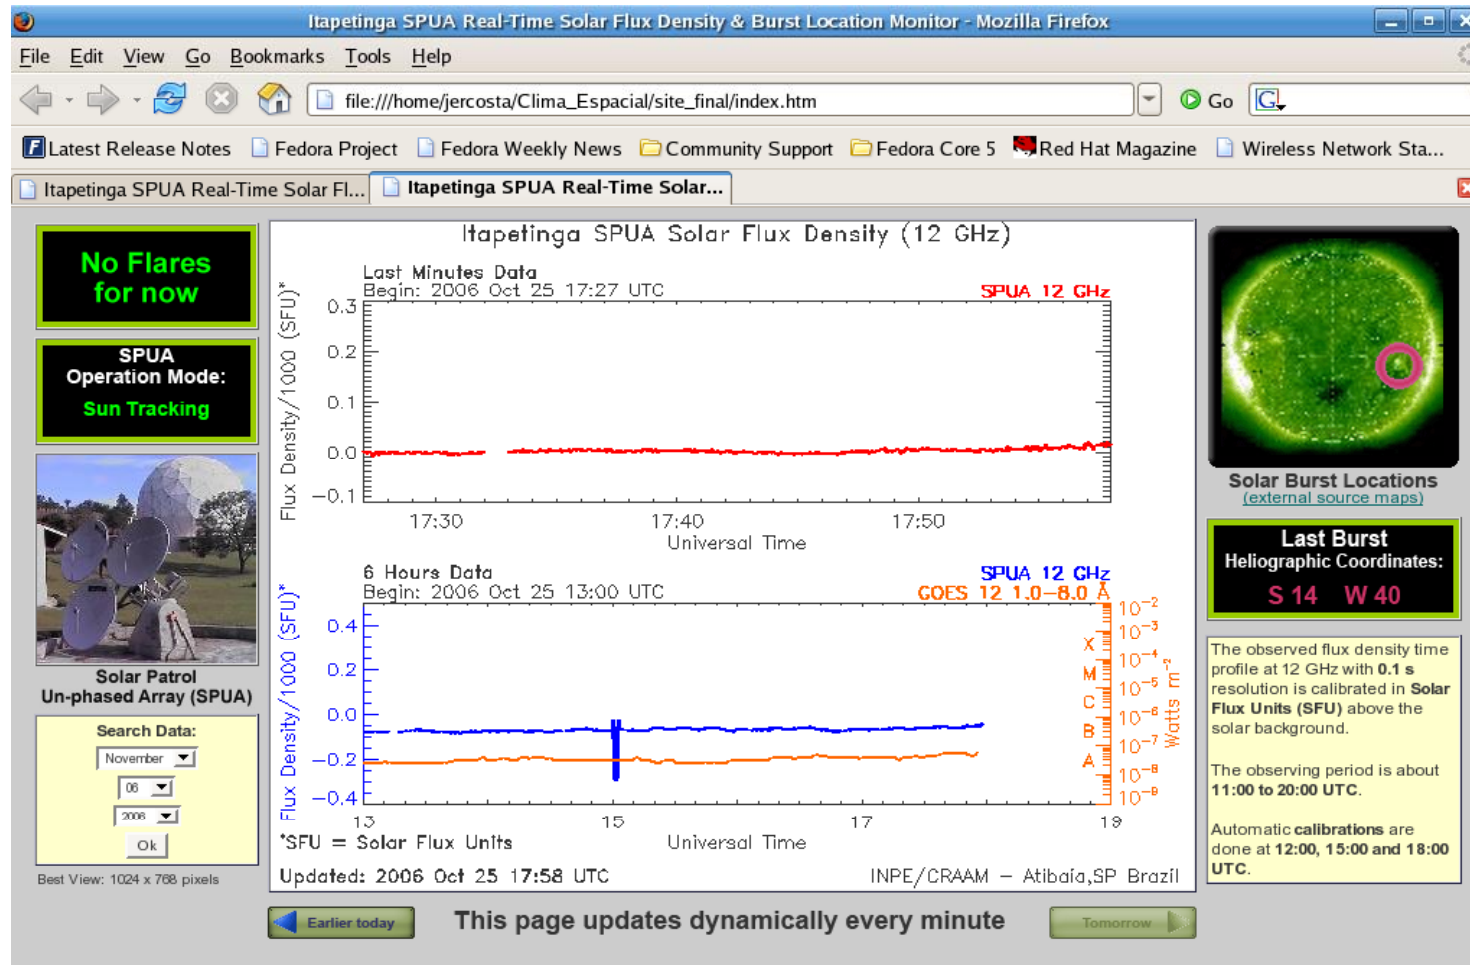 Itapetinga SPUA Real-Time Solar Flux Density & Burst Location Monitor - Mozilla Firefox
File Edit View Go Bookmarks Tools Help
file:///home/jercosta/Clima_Espacial/site_final/index.htm
Go
G
Latest Release Notes Fedora Project Fedora Weekly News Community Support Fedora Core 5 Red Hat Magazine Wireless Network Sta...
Itapetinga SPUA Real-Time Solar Fl... Itapetinga SPUA Real-Time Solar...
No Flares
for now
SPUA
Operation Mode:
Sun Tracking
Solar Patrol
Un-phased Array (SPUA)
Search Data:
November
06
2006
Ok
Best View: 1024 x 768 pixels
Itapetinga SPUA Solar Flux Density (12 GHz)
Last Minutes Data
Begin: 2006 Oct 25 17:27 UTC
SPUA 12 GHz
Flux Density/1000 (SFU)*
0.3
0.2
0.1
0.0
-0.1
17:30 17:40 17:50
Universal Time
6 Hours Data
Begin: 2006 Oct 25 13:00 UTC
SPUA 12 GHz
GOES 12 1.0-8.0 Å
Flux Density/1000 (SFU)*
0.4
0.2
0.0
-0.2
-0.4
X
M
C
B
A
10-2
10-3
10-4
10-5
10-6
10-7
10-8
10-9
Watts m-2
13 15 17 19
*SFU = Solar Flux Units
Universal Time
Updated: 2006 Oct 25 17:58 UTC
INPE/CRAAM - Atibaia,SP Brazil
Earlier today
This page updates dynamically every minute
Tomorrow
Solar Burst Locations
(external source maps)
Last Burst
Heliographic Coordinates:
S 14 W 40
The observed flux density time
profile at 12 GHz with 0.1 s
resolution is calibrated in Solar
Flux Units (SFU) above the
solar background.
The observing period is about
11:00 to 20:00 UTC.
Automatic calibrations are
done at 12:00, 15:00 and 18:00
UTC.